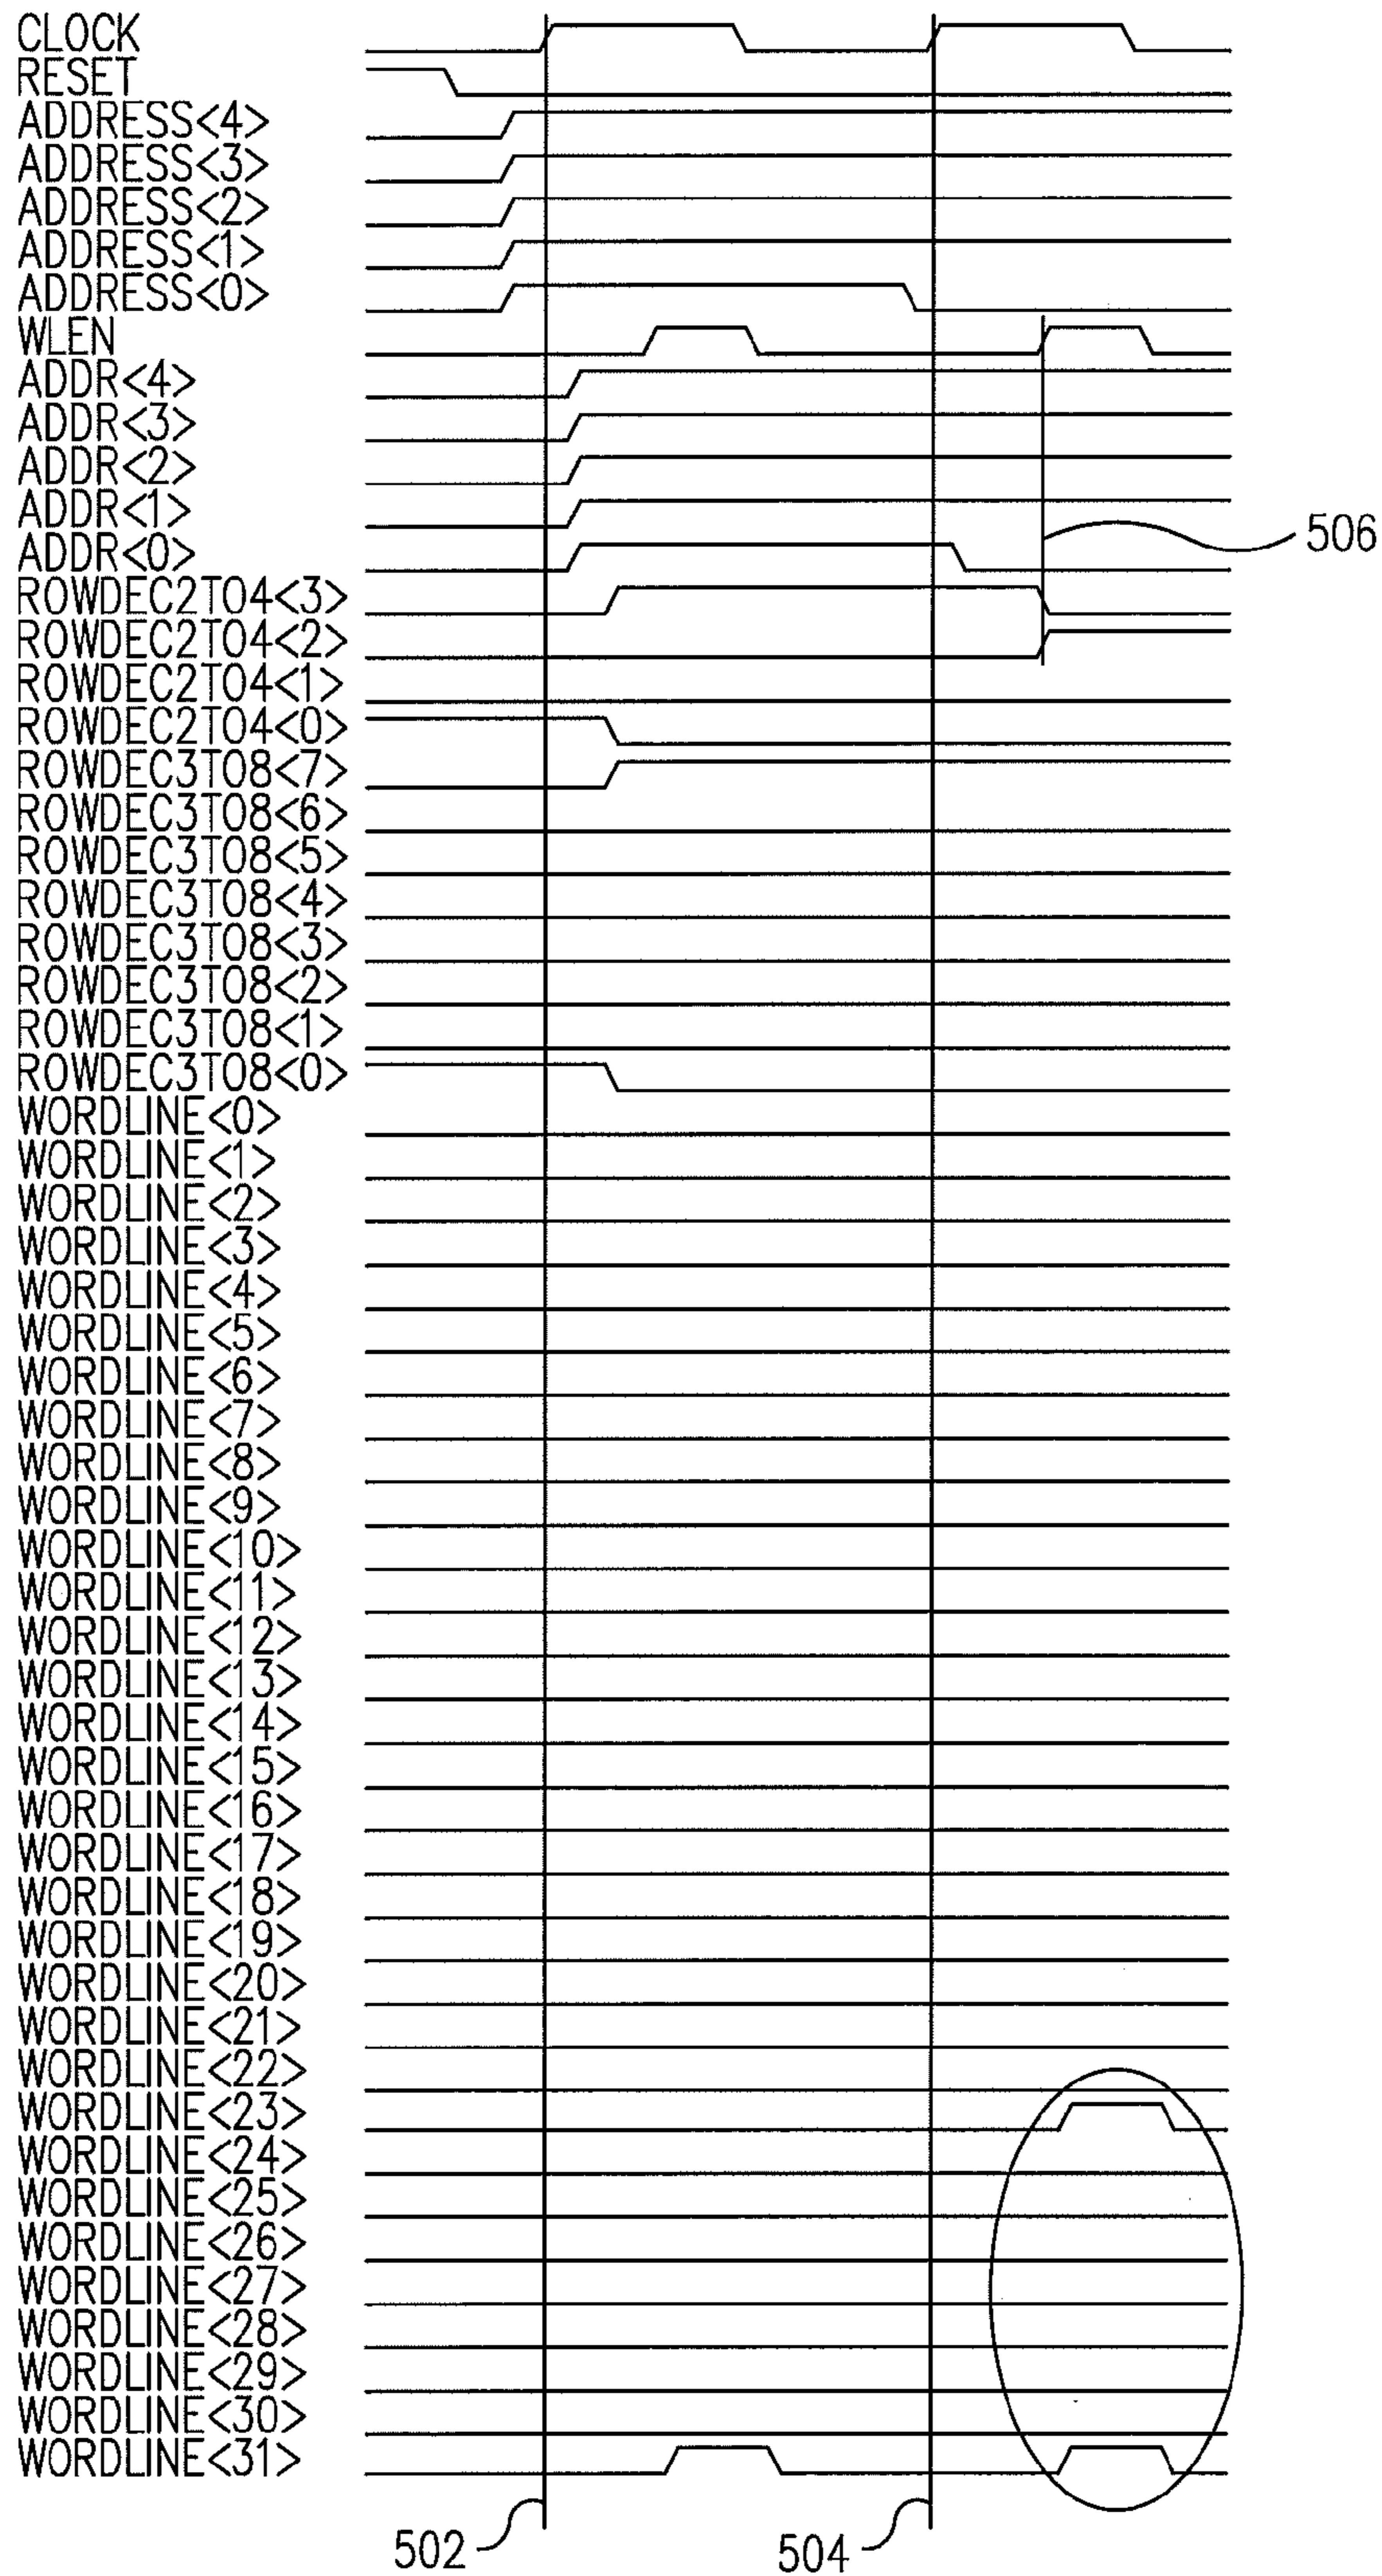 CLOCK
RESET
ADDRESS<4>
ADDRESS<3>
ADDRESS<2>
ADDRESS<1>
ADDRESS<0>
WLEN
ADDR<4>
ADDR<3>
ADDR<2>
ADDR<1>
506
ADDR<0>
ROWDEC2TO4<3>
ROWDEC2TO4<2>
ROWDEC2TO4<1>
ROWDEC2TO4<0>
ROWDEC3TO8<7>
ROWDEC3TO8<6>
ROWDEC3TO8<5>
ROWDEC3TO8<4>
ROWDEC3TO8<3>
ROWDEC3TO8<2>
ROWDEC3TO8<1>
ROWDEC3TO8<0>
WORDLINE<0>
WORDLINE<1>
WORDLINE<2>
WORDLINE<3>
WORDLINE<4>
WORDLINE<5>
WORDLINE<6>
WORDLINE<7>
WORDLINE<8>
WORDLINE<9>
WORDLINE<10>
WORDLINE<11>
WORDLINE<12>
WORDLINE<13>
WORDLINE<14>
WORDLINE<15>
WORDLINE<16>
WORDLINE<17>
WORDLINE<18>
WORDLINE<19>
WORDLINE<20>
WORDLINE<21>
WORDLINE<22>
WORDLINE<23>
WORDLINE<24>
WORDLINE<25>
WORDLINE<26>
WORDLINE<27>
WORDLINE<28>
WORDLINE<29>
WORDLINE<30>
WORDLINE<31>
502
504